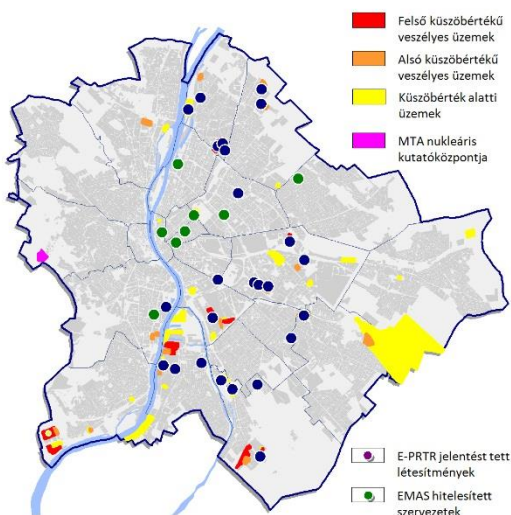 Felső küszöbértékű
veszélyes üzemek
Alsó küszöbértékű
veszélyes üzemek
Küszöbérték alatti
üzemek
MTA nukleáris
kutatóközpontja
E-PRTR jelentést tett
létesítmények
EMAS hitelesített
szervezetek